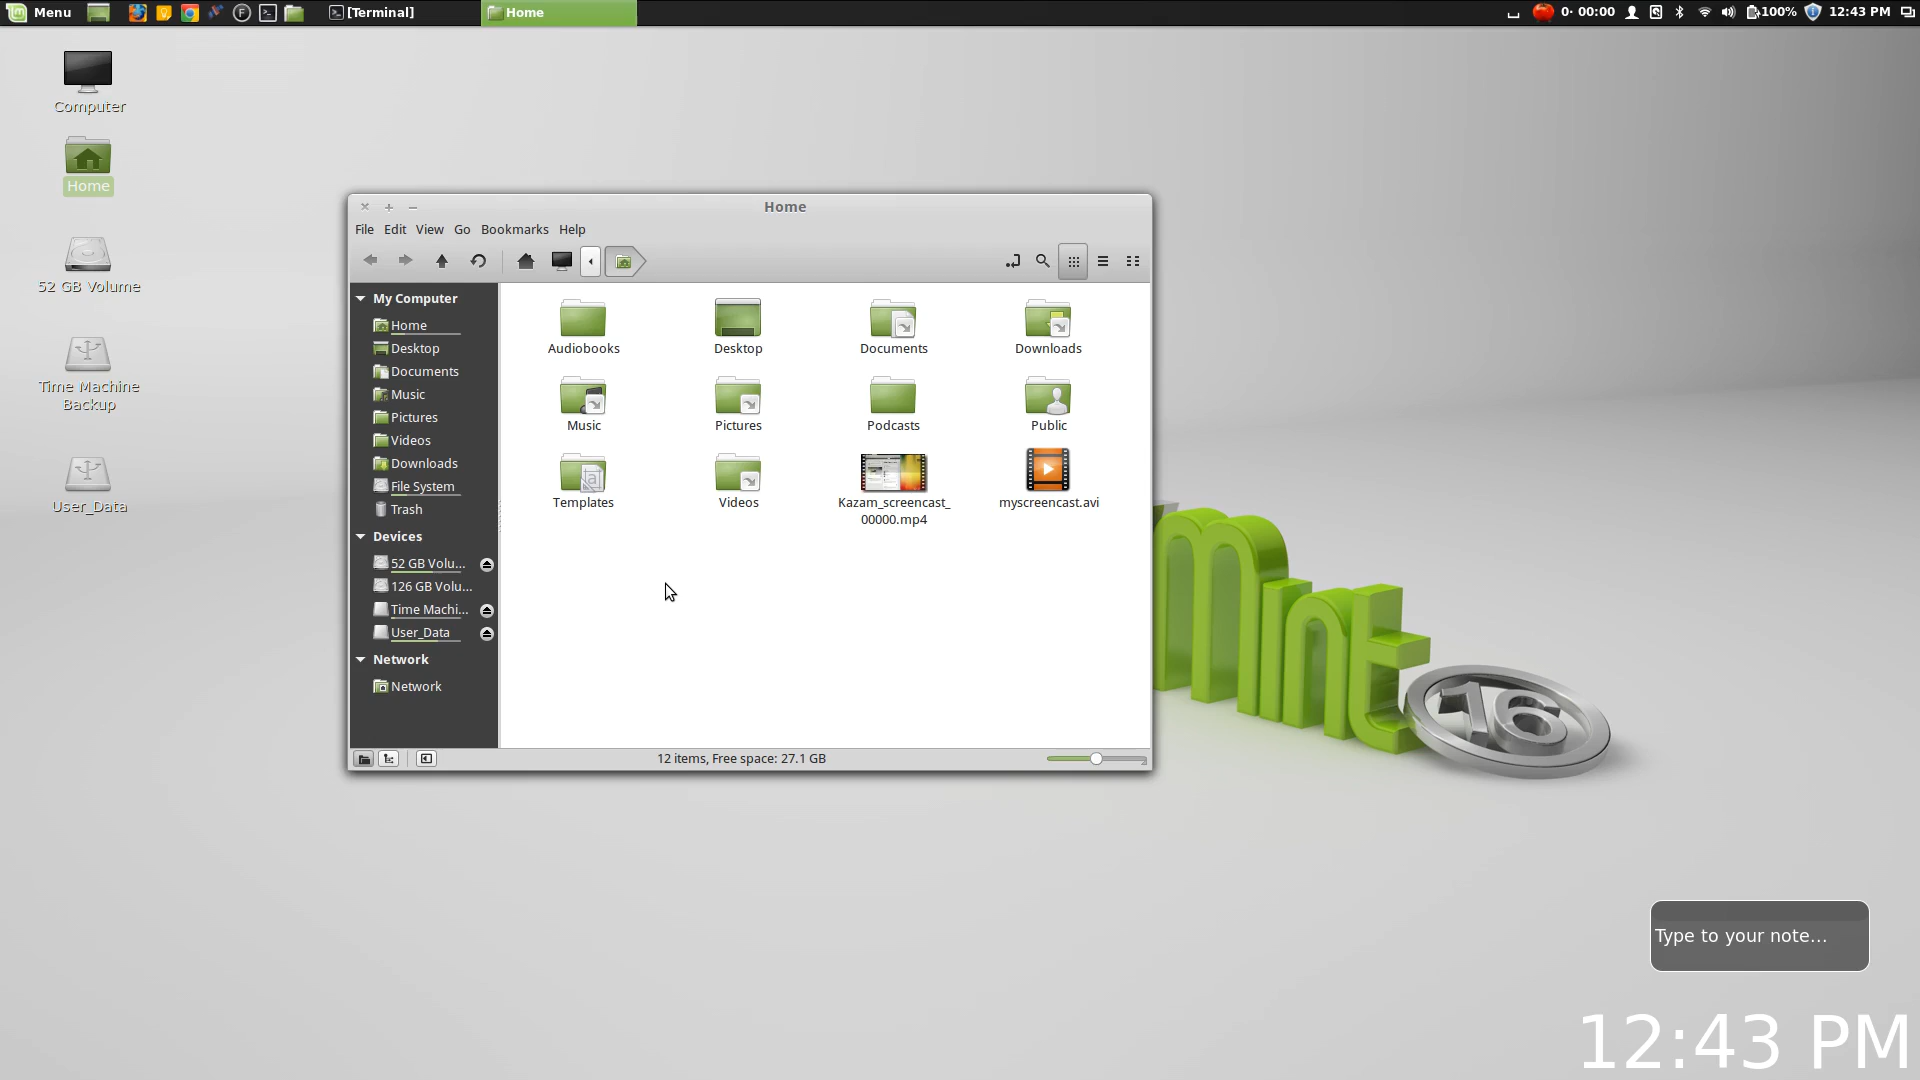 Menu
[Terminal]
Home
0· 00:00
100%
12:43 PM
Computer
Home
52 GB Volume
Time Machine
Backup
User_Data
Home
File Edit View Go Bookmarks Help
My Computer
Home
Desktop
Documents
Music
Pictures
Videos
Downloads
File System
Trash
Devices
52 GB Volu...
126 GB Volu...
Time Machi...
User_Data
Network
Network
Audiobooks
Desktop
Documents
Downloads
Music
Pictures
Podcasts
Public
Templates
Videos
Kazam_screencast_
00000.mp4
myscreencast.avi
12 items, Free space: 27.1 GB
mint
16
Type to your note...
12:43 PM